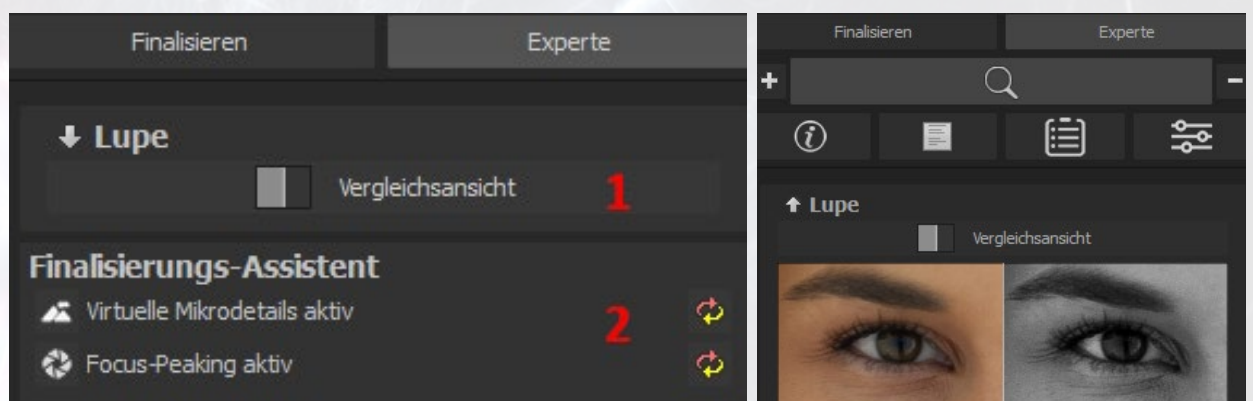 Finalisieren Experte
Lupe
Vergleichsansicht 1
Finalisierungs-Assistent
Virtuelle Mikrodetails aktiv 2
Focus-Peaking aktiv
Finalisieren Experte
+ -
Lupe
Vergleichsansicht